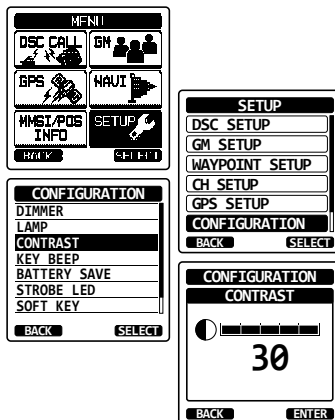 MENU
DSC CALL
GM
GPS
NAVI
MMSI/POS
INFO
SETUP
BACK
SELECT
SETUP
DSC SETUP
GM SETUP
WAYPOINT SETUP
CH SETUP
GPS SETUP
CONFIGURATION
BACK
SELECT
CONFIGURATION
DIMMER
LAMP
CONTRAST
KEY BEEP
BATTERY SAVE
STROBE LED
SOFT KEY
BACK
SELECT
CONFIGURATION
CONTRAST
30
BACK
ENTER